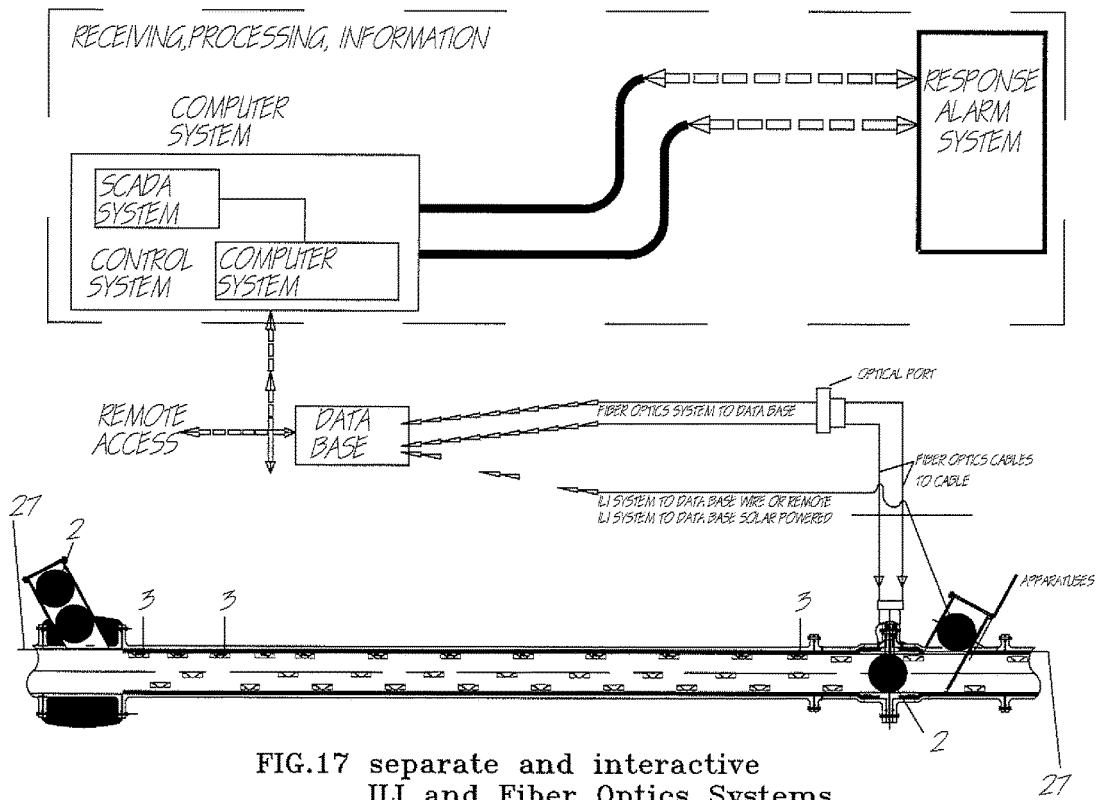 RECEIVING, PROCESSING, INFORMATION
COMPUTER
SYSTEM
RESPONSE
ALARM
SYSTEM
SCADA
SYSTEM
CONTROL
SYSTEM
COMPUTER
SYSTEM
OPTICAL PORT
REMOTE
ACCESS
DATA
BASE
FIBER OPTICS SYSTEM TO DATA BASE
FIBER OPTICS CABLES
TO CABLE
ILI SYSTEM TO DATA BASE WIRE OR REMOTE
ILI SYSTEM TO DATA BASE SOLAR POWERED
27
2
3
3
3
APPARATUSES
2
27
FIG.17 separate and interactive
ILI and Fiber Optics Systems